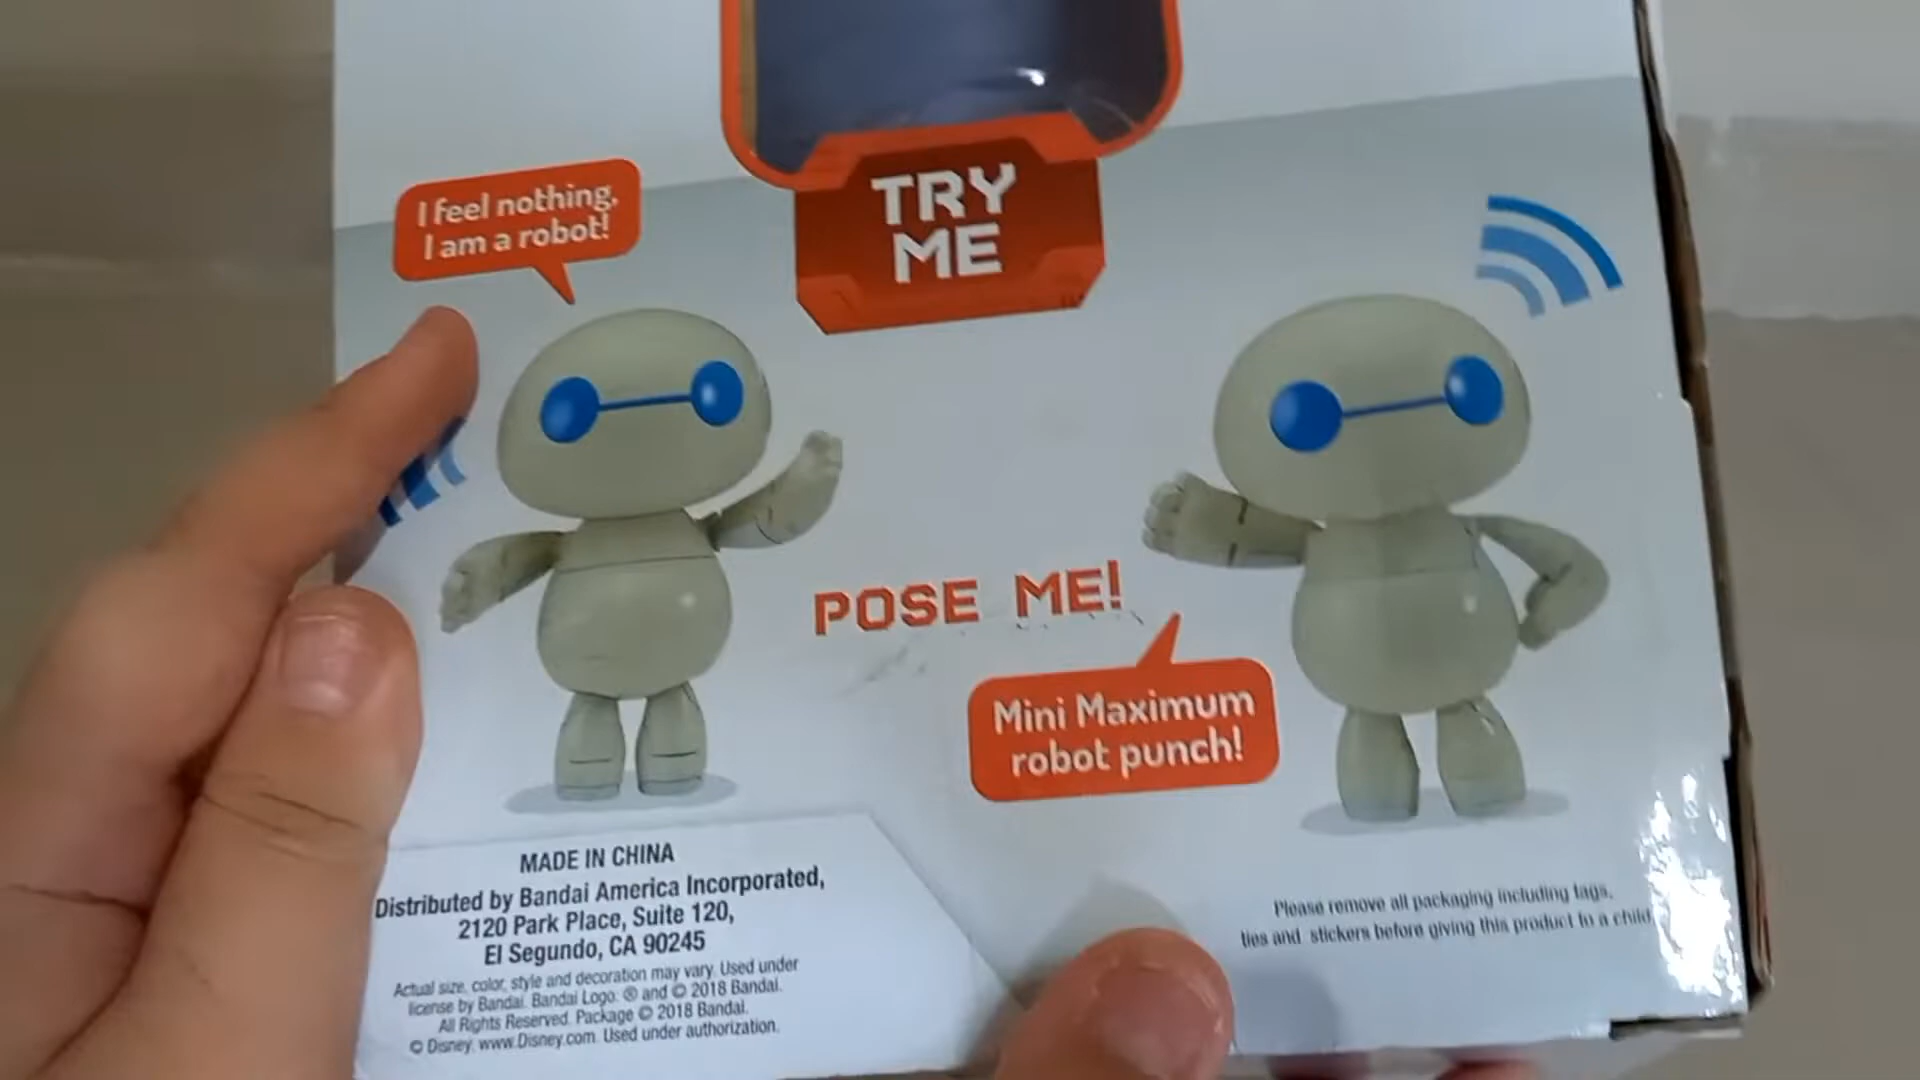 I feel nothing,
I am a robot!
TRY
ME
POSE ME!
Mini Maximum
robot punch!
MADE IN CHINA
Distributed by Bandai America Incorporated,
2120 Park Place, Suite 120,
El Segundo, CA 90245
Actual size, color, style and decoration may vary. Used under
license by Bandai. Bandai Logo: ® and © 2018 Bandai.
All Rights Reserved. Package © 2018 Bandai.
© Disney. www.Disney.com. Used under authorization.
Please remove all packaging including tags,
ties and stickers before giving this product to a child